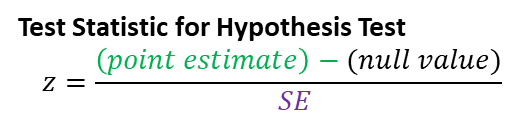 Test Statistic for Hypothesis Test
z = (point estimate) − (null value) / SE